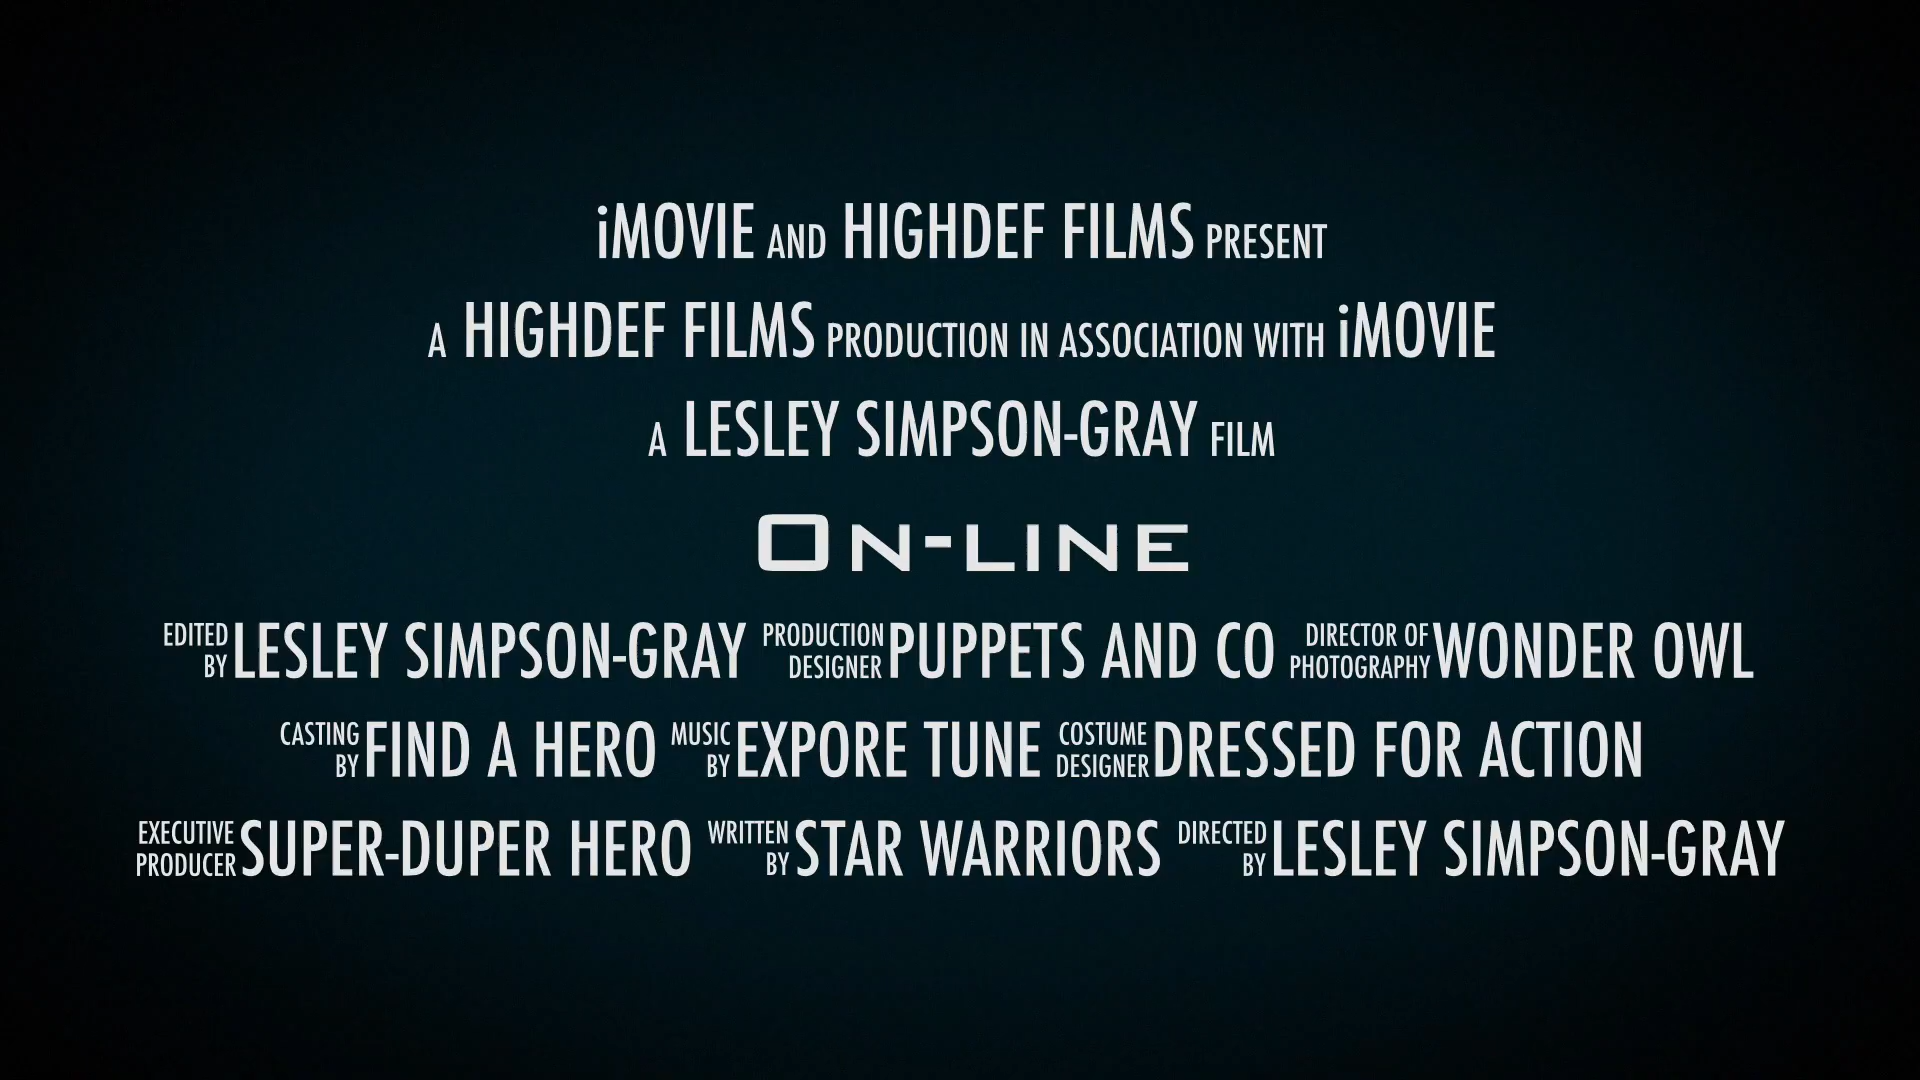 iMOVIE AND HIGHDEF FILMS PRESENT
A HIGHDEF FILMS PRODUCTION IN ASSOCIATION WITH iMOVIE
A LESLEY SIMPSON-GRAY FILM
ON-LINE
EDITED BY LESLEY SIMPSON-GRAY PRODUCTION DESIGNER PUPPETS AND CO DIRECTOR OF PHOTOGRAPHY WONDER OWL
CASTING BY FIND A HERO MUSIC BY EXPORE TUNE COSTUME DESIGNER DRESSED FOR ACTION
EXECUTIVE PRODUCER SUPER-DUPER HERO WRITTEN BY STAR WARRIORS DIRECTED BY LESLEY SIMPSON-GRAY